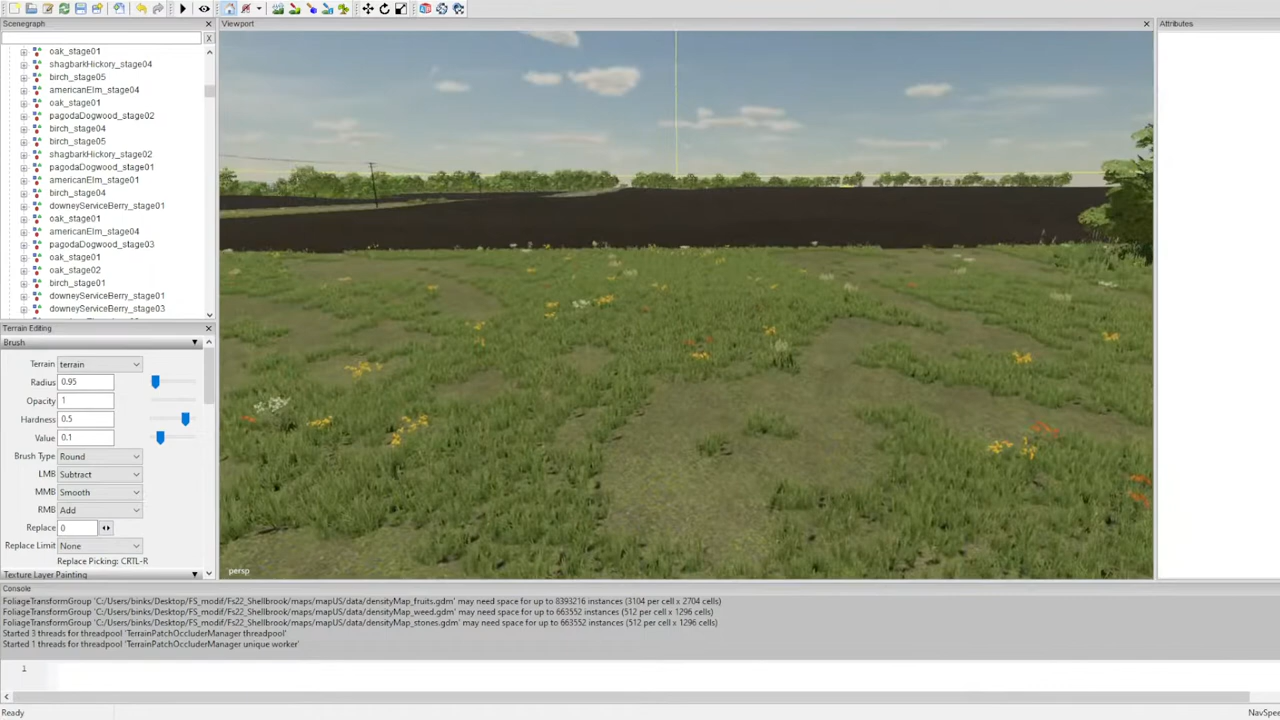 Scenegraph
Viewport
Attributes
X
oak_stage01
shagbarkHickory_stage04
birch_stage05
americanElm_stage04
oak_stage01
pagodaDogwood_stage02
birch_stage04
birch_stage05
shagbarkHickory_stage02
pagodaDogwood_stage01
americanElm_stage01
birch_stage04
downeyServiceBerry_stage01
oak_stage01
americanElm_stage04
pagodaDogwood_stage03
oak_stage01
oak_stage02
birch_stage01
downeyServiceBerry_stage01
downeyServiceBerry_stage03
Terrain Editing
Brush
Terrain terrain
Radius 0.95
Opacity 1
Hardness 0.5
Value 0.1
Brush Type Round
LMB Subtract
MMB Smooth
RMB Add
Replace 0
Replace Limit None
Replace Picking: CRTL-R
Texture Layer Painting
persp
Console
FoliageTransformGroup 'C:/Users/binks/Desktop/FS_modif/Fs22_Shellbrook/maps/mapUS/data/densityMap_fruits.gdm' may need space for up to 8393216 instances (3104 per cell x 2704 cells)
FoliageTransformGroup 'C:/Users/binks/Desktop/FS_modif/Fs22_Shellbrook/maps/mapUS/data/densityMap_weed.gdm' may need space for up to 663552 instances (512 per cell x 1296 cells)
FoliageTransformGroup 'C:/Users/binks/Desktop/FS_modif/Fs22_Shellbrook/maps/mapUS/data/densityMap_stones.gdm' may need space for up to 663552 instances (512 per cell x 1296 cells)
Started 3 threads for threadpool 'TerrainPatchOccluderManager threadpool'
Started 1 threads for threadpool 'TerrainPatchOccluderManager unique worker'
1
Ready
NavSpee